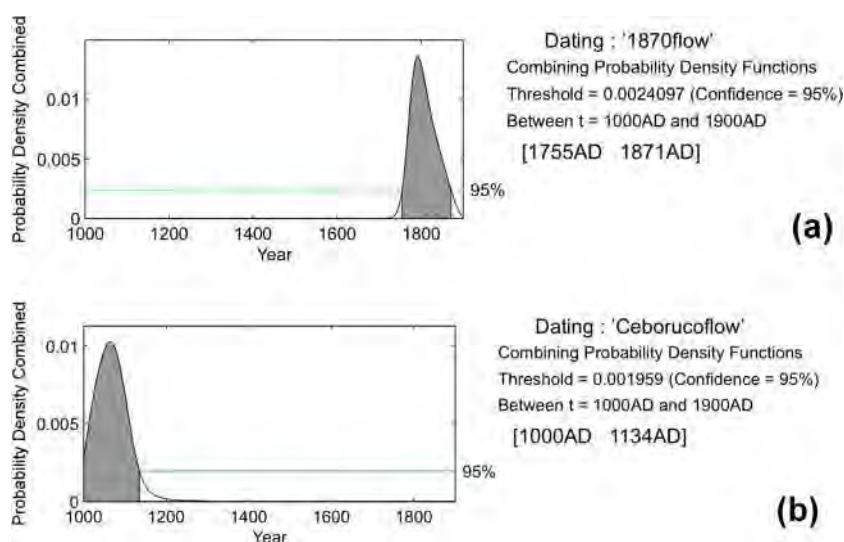 Probability Density Combined
0.01
0.005
0
1000 1200 1400 1600 1800
Year
95%
Dating : '1870flow'
Combining Probability Density Functions
Threshold = 0.0024097 (Confidence = 95%)
Between t = 1000AD and 1900AD
[1755AD 1871AD]
(a)
Probability Density Combined
0.01
0.005
0
1000 1200 1400 1600 1800
Year
95%
Dating : 'Ceborucoflow'
Combining Probability Density Functions
Threshold = 0.001959 (Confidence = 95%)
Between t = 1000AD and 1900AD
[1000AD 1134AD]
(b)